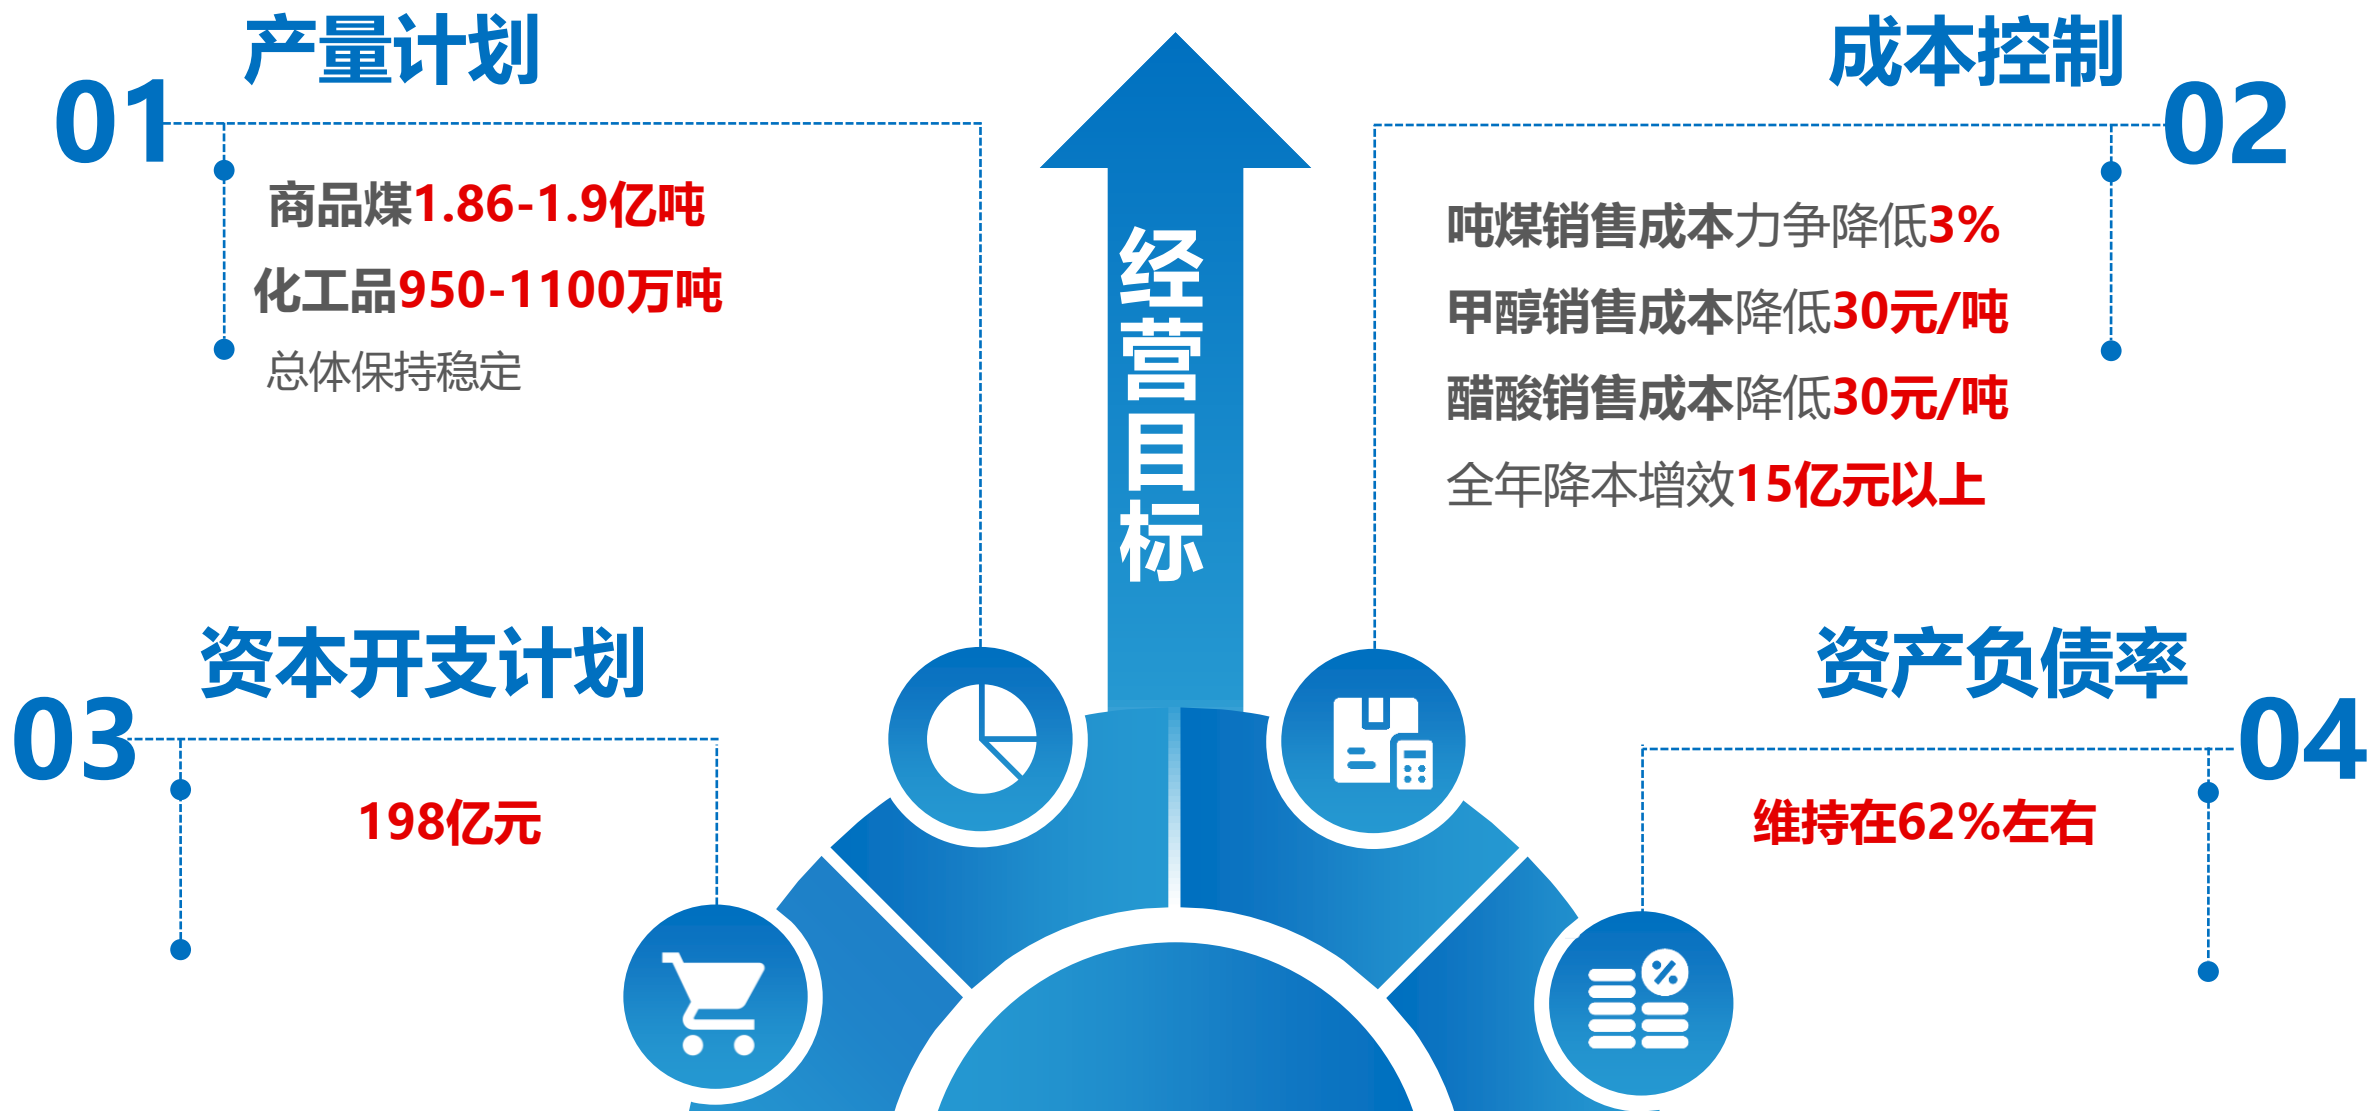 01
产量计划
商品煤1.86-1.9亿吨
化工品950-1100万吨
总体保持稳定
经营目标
02
成本控制
吨煤销售成本力争降低3%
甲醇销售成本降低30元/吨
醋酸销售成本降低30元/吨
全年降本增效15亿元以上
03
资本开支计划
198亿元
04
资产负债率
维持在62%左右
%